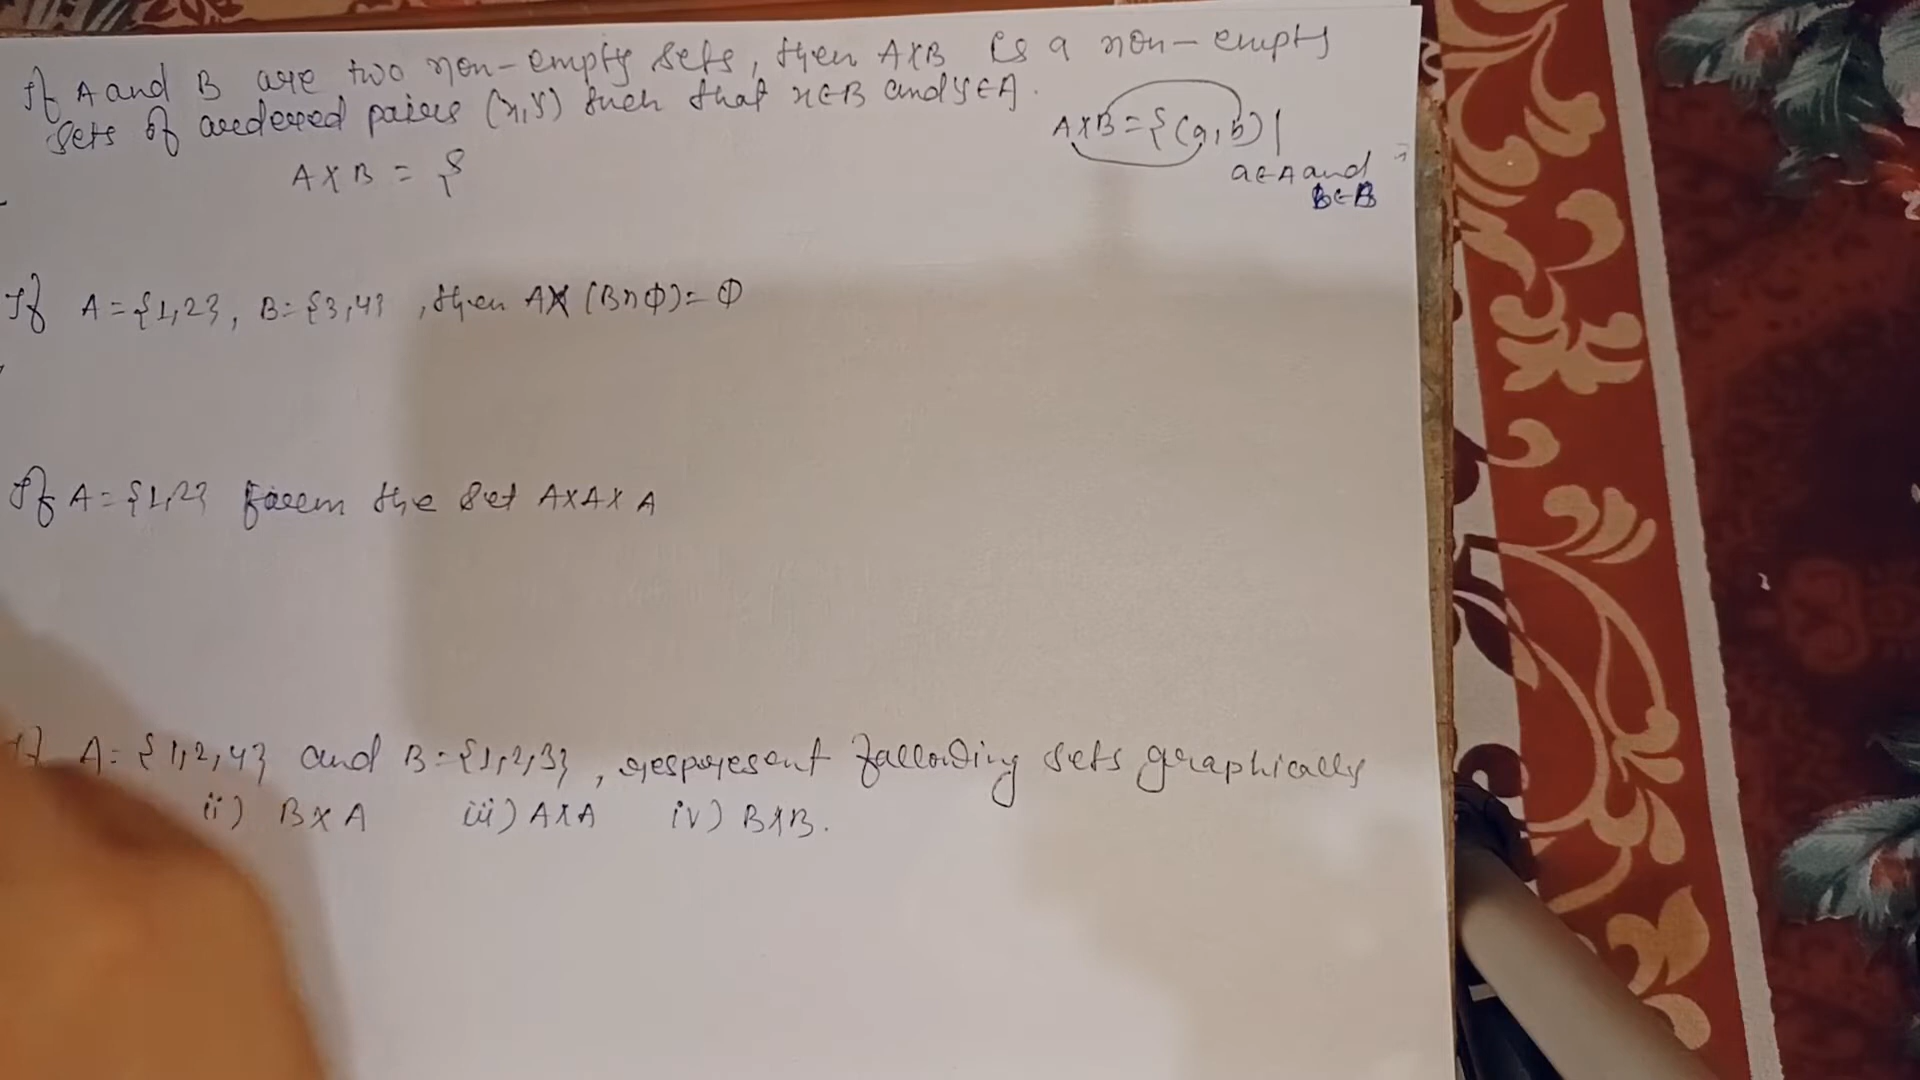 If A and B are two non-empty sets, then A×B is a non-empty
sets of ordered pairs (x,y) such that x∈B and y∈A.
A×B={(a,b)|
a∈A and
b∈B
A×B = {
If A={1,2}, B={3,4}, then A×(B∩Φ)=Φ
If A={1,2} form the set A×A×A
If A={1,2,4} and B={1,2,3}, represent following sets graphically
ii) B×A iii) A×A iv) B×B.